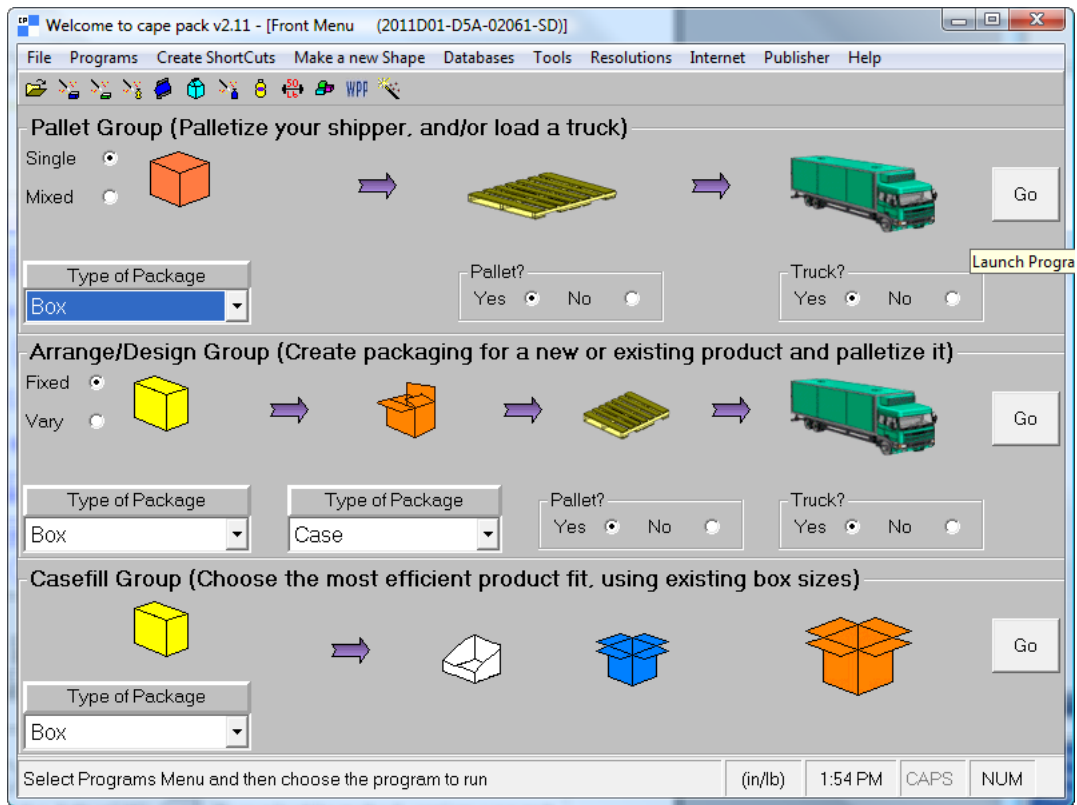 Welcome to cape pack v2.11 - [Front Menu (2011D01-D5A-02061-SD)]
File Programs Create ShortCuts Make a new Shape Databases Tools Resolutions Internet Publisher Help
50 LB WPP
Pallet Group (Palletize your shipper, and/or load a truck)
Single
Mixed
Go
Launch Progra
Type of Package
Box
Pallet?
Yes No
Truck?
Yes No
Arrange/Design Group (Create packaging for a new or existing product and palletize it)
Fixed
Vary
Go
Type of Package
Box
Type of Package
Case
Pallet?
Yes No
Truck?
Yes No
Casefill Group (Choose the most efficient product fit, using existing box sizes)
Go
Type of Package
Box
Select Programs Menu and then choose the program to run (in/lb) 1:54 PM CAPS NUM